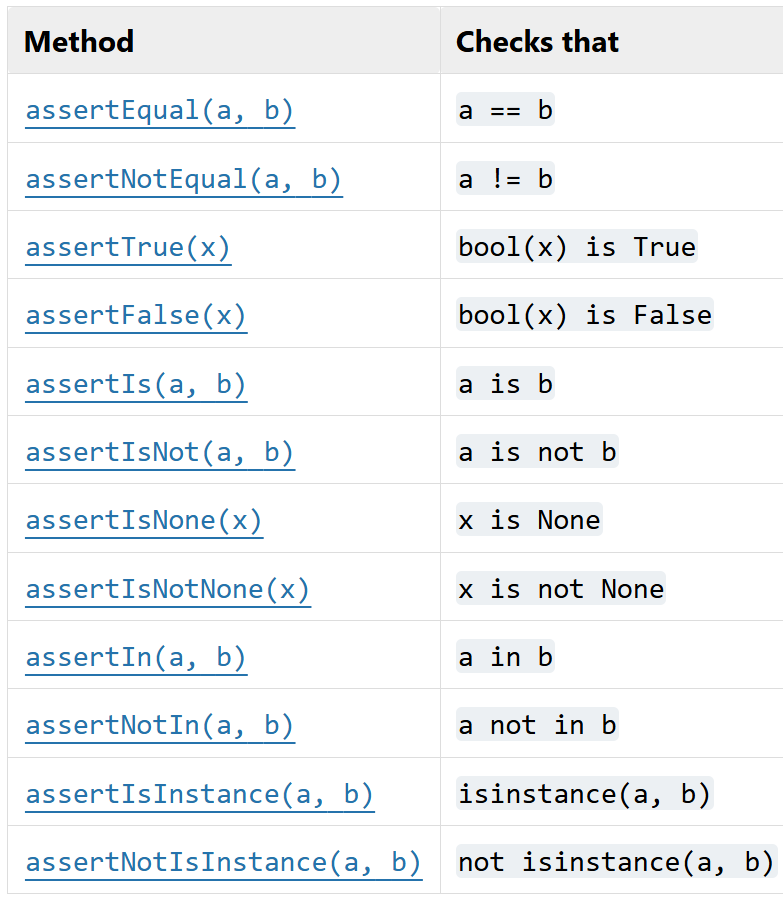 Method Checks that
assertEqual(a, b) a == b
assertNotEqual(a, b) a != b
assertTrue(x) bool(x) is True
assertFalse(x) bool(x) is False
assertIs(a, b) a is b
assertIsNot(a, b) a is not b
assertIsNone(x) x is None
assertIsNotNone(x) x is not None
assertIn(a, b) a in b
assertNotIn(a, b) a not in b
assertIsInstance(a, b) isinstance(a, b)
assertNotIsInstance(a, b) not isinstance(a, b)